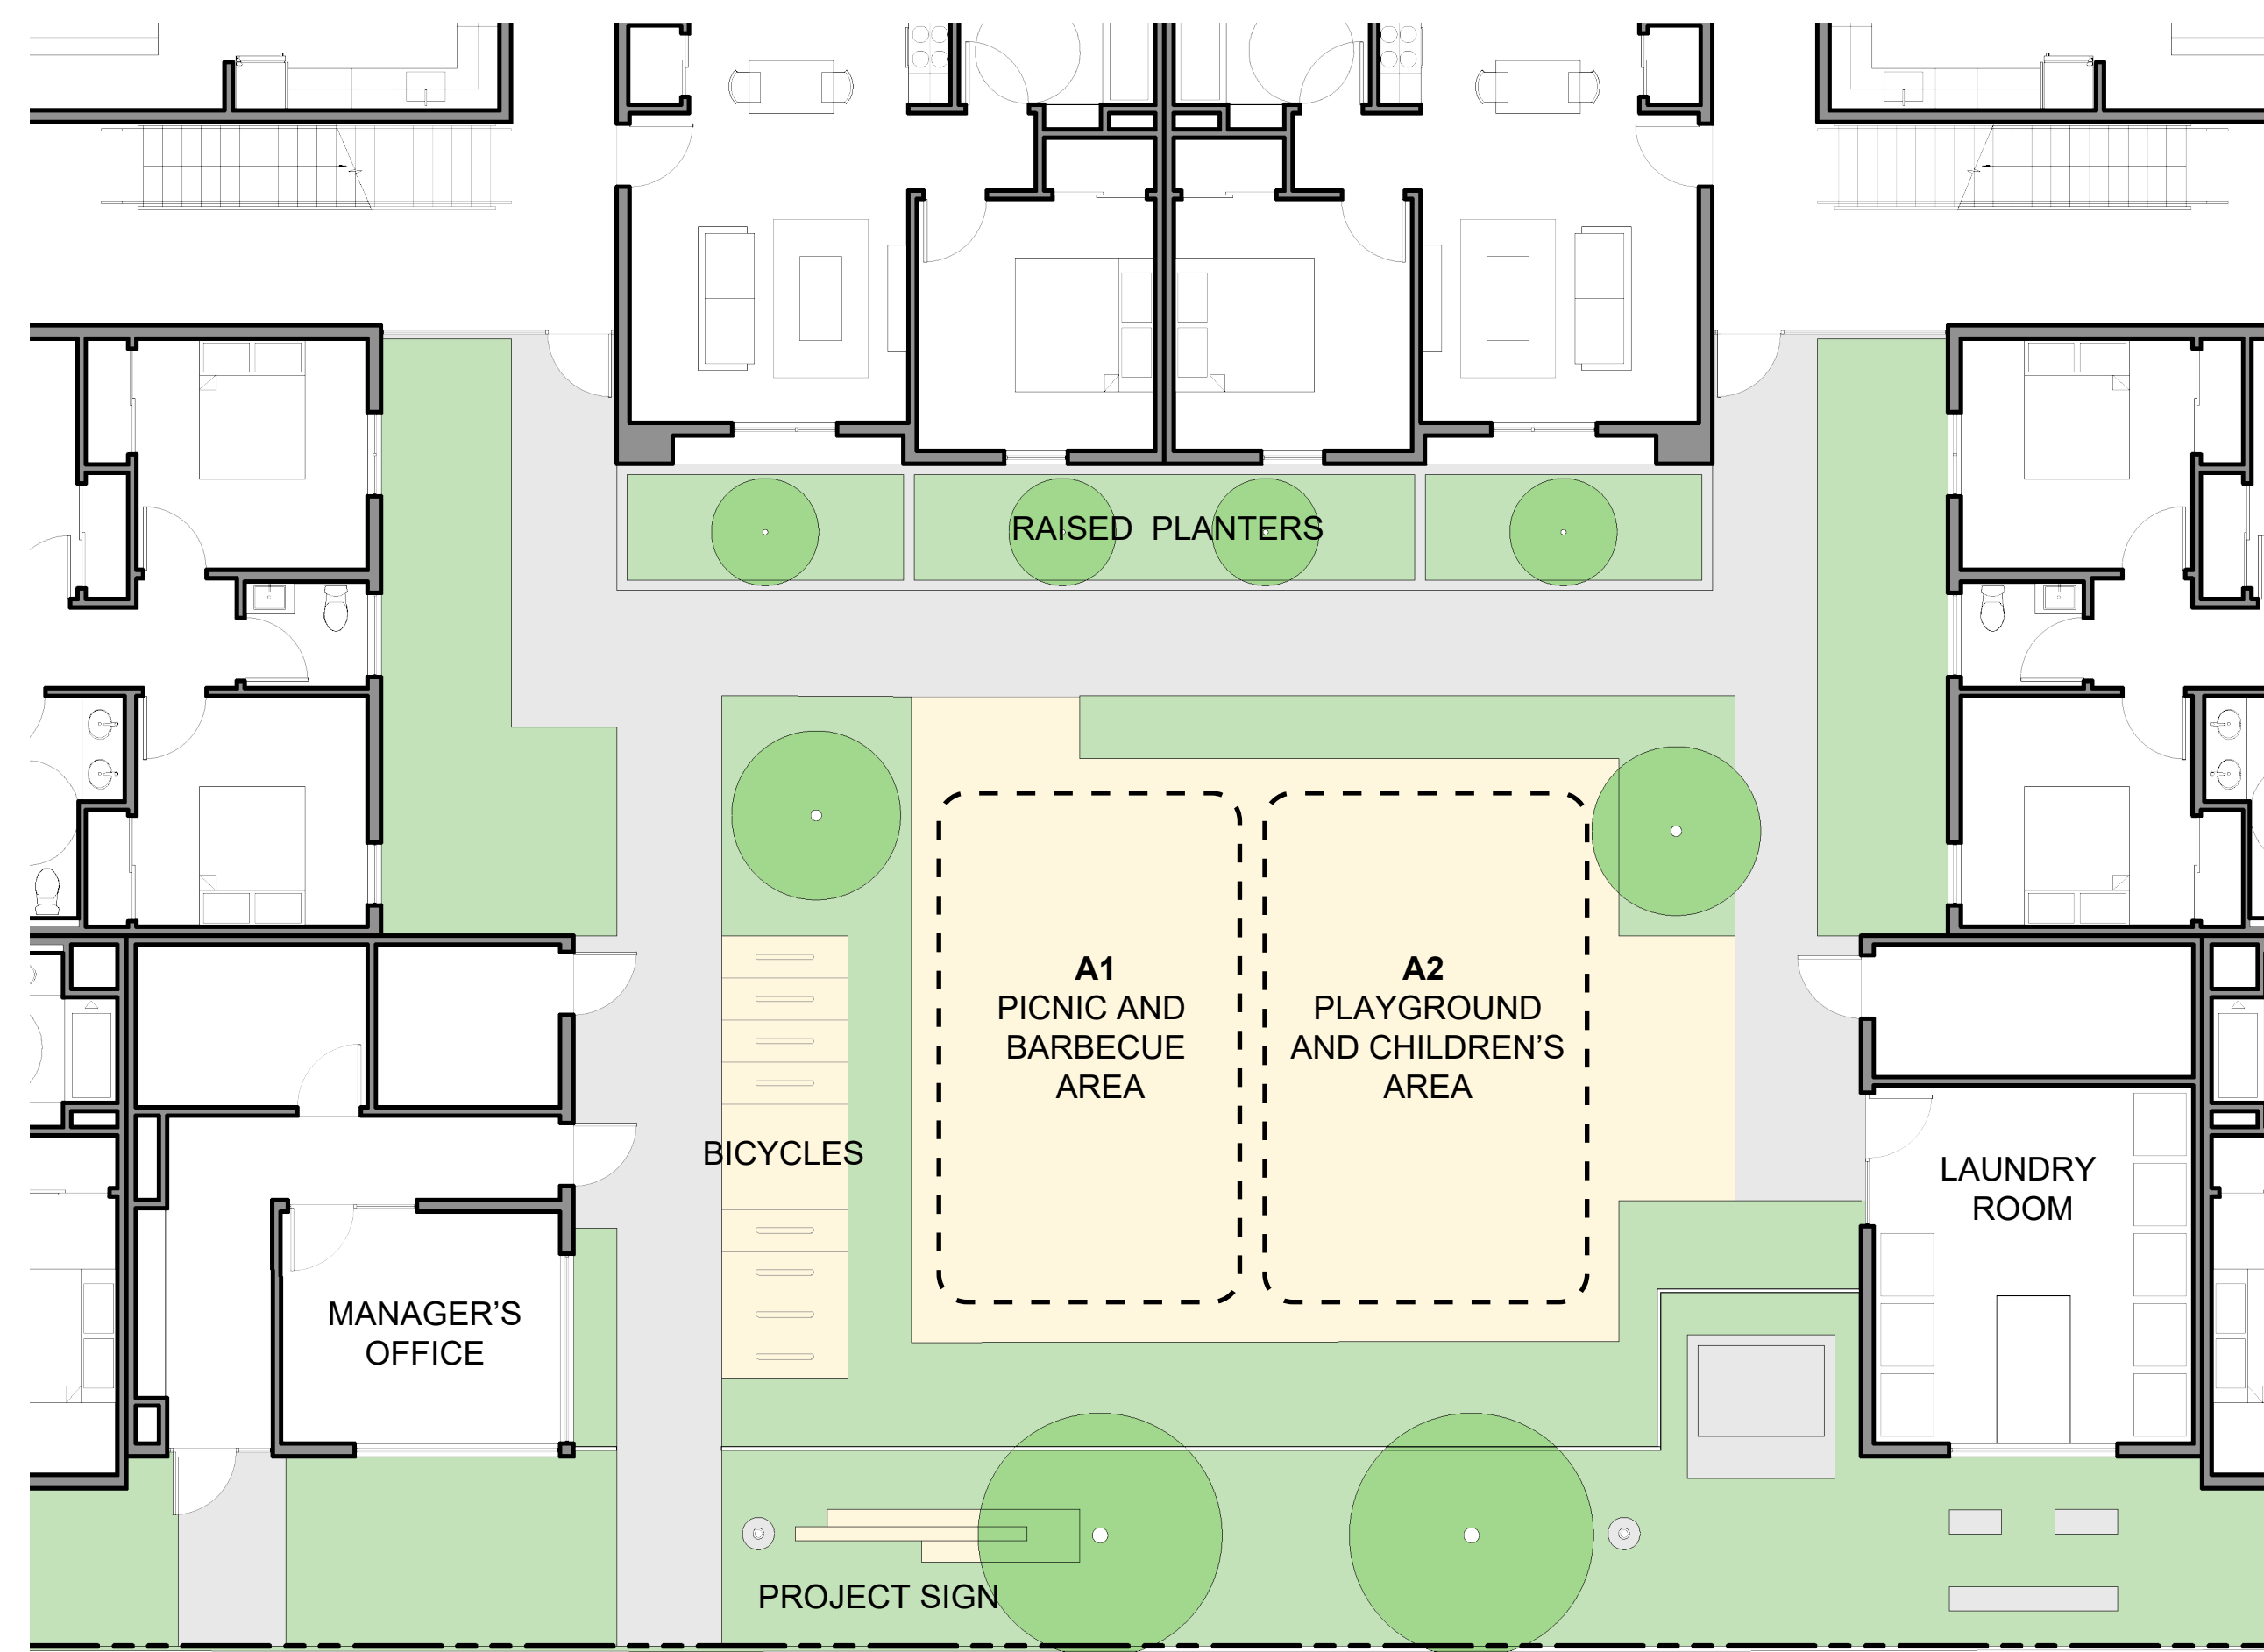 RAISED PLANTERS
A1
PICNIC AND
BARBECUE
AREA
A2
PLAYGROUND
AND CHILDREN’S
AREA
BICYCLES
LAUNDRY
ROOM
MANAGER’S
OFFICE
PROJECT SIGN